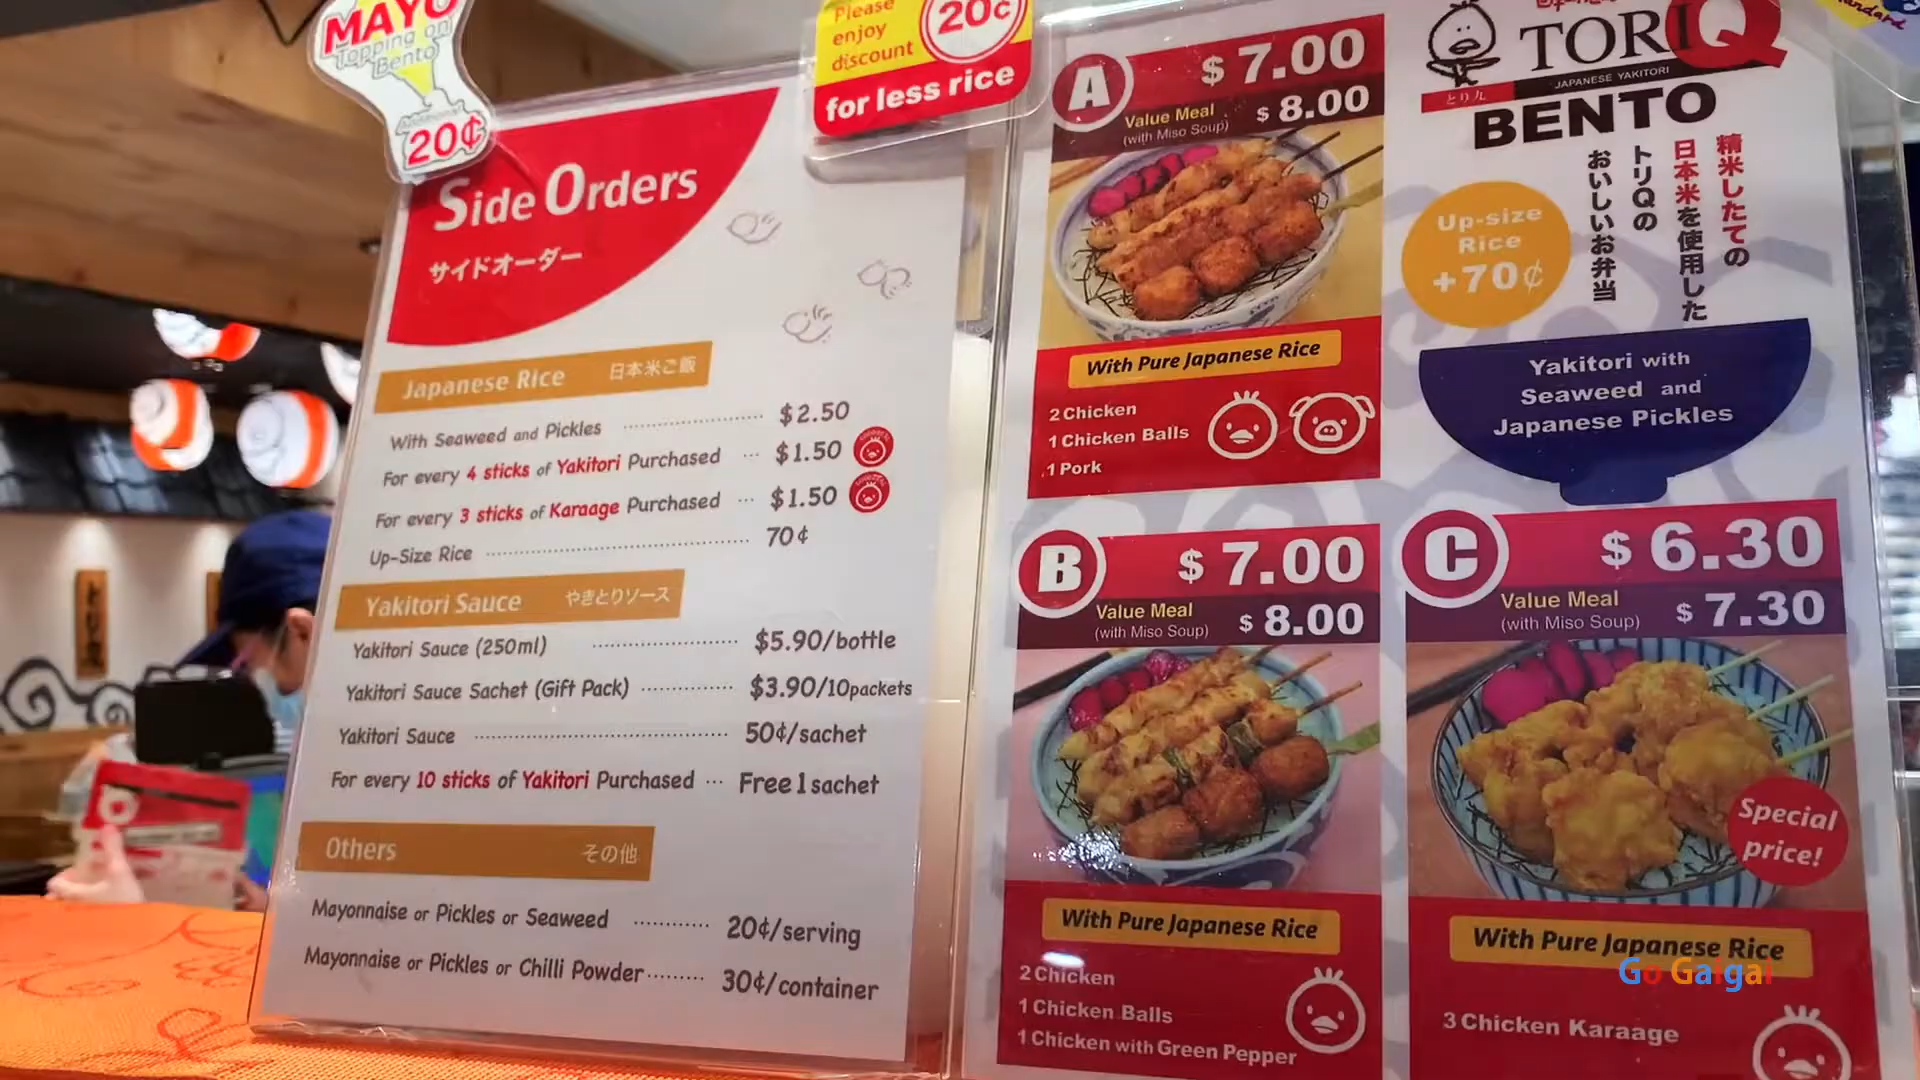 MAYO
Topping on
Bento
20¢
Please
enjoy
discount
20¢
for less rice
Side Orders
サイドオーダー
Japanese Rice 日本米ご飯
With Seaweed and Pickles $2.50
For every 4 sticks of Yakitori Purchased $1.50
For every 3 sticks of Karaage Purchased $1.50
Up-Size Rice 70¢
Yakitori Sauce やきとりソース
Yakitori Sauce (250ml) $5.90/bottle
Yakitori Sauce Sachet (Gift Pack) $3.90/10packets
Yakitori Sauce 50¢/sachet
For every 10 sticks of Yakitori Purchased Free 1 sachet
Others その他
Mayonnaise or Pickles or Seaweed 20¢/serving
Mayonnaise or Pickles or Chilli Powder 30¢/container
A $7.00
Value Meal
(with Miso Soup) $8.00
With Pure Japanese Rice
2 Chicken
1 Chicken Balls
1 Pork
TORIQ
JAPANESE YAKITORI
とり九
BENTO
精米したての
日本米を使用した
トリQの
おいしいお弁当
Up-size
Rice
+70¢
Yakitori with
Seaweed and
Japanese Pickles
B $7.00
Value Meal
(with Miso Soup) $8.00
With Pure Japanese Rice
2 Chicken
1 Chicken Balls
1 Chicken with Green Pepper
C $6.30
Value Meal
(with Miso Soup) $7.30
Special
price!
With Pure Japanese Rice
3 Chicken Karaage
Go Gaigai